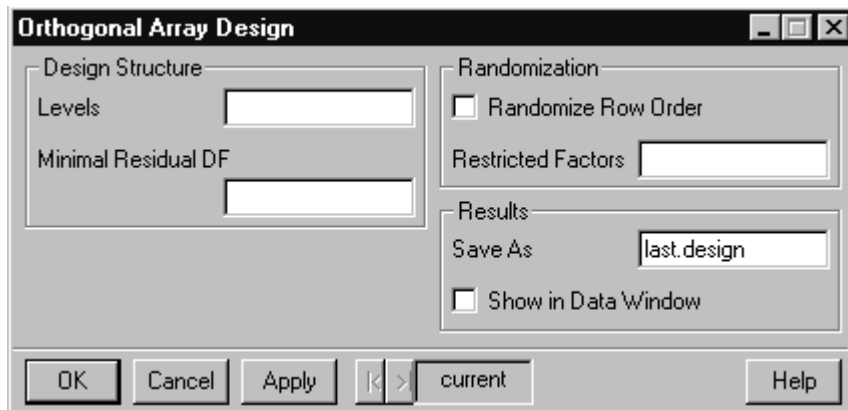 Orthogonal Array Design
Design Structure
Levels
Minimal Residual DF
Randomization
Randomize Row Order
Restricted Factors
Results
Save As last.design
Show in Data Window
OK Cancel Apply current Help